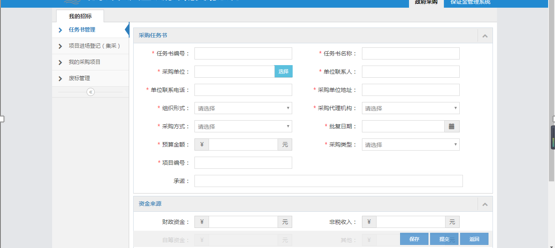 政府采购 保证金管理系统
我的招标
任务书管理
项目进场登记（集采）
我的采购项目
授标管理
采购任务书
* 任务书编号： * 任务书名称：
* 采购单位： 选择 * 单位联系人：
* 单位联系电话： * 采购单位地址：
* 组织形式： 请选择 * 采购代理机构： 请选择
* 采购方式： 请选择 * 批复日期：
* 预算金额： ¥ 元 * 采购类型： 请选择
* 项目编号：
承诺：
资金来源
财政资金： ¥ 元 非税收入： ¥ 元
¥ 元 ¥
保存 提交 返回